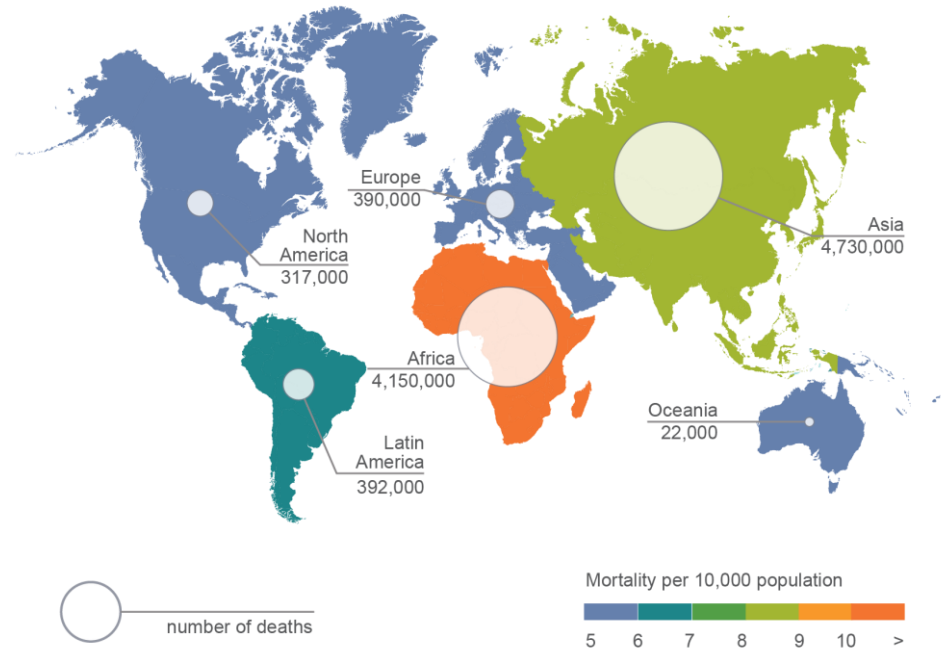 Europe
390,000
Asia
4,730,000
North
America
317,000
Africa
4,150,000
Oceania
22,000
Latin
America
392,000
Mortality per 10,000 population
number of deaths
5 6 7 8 9 10 >